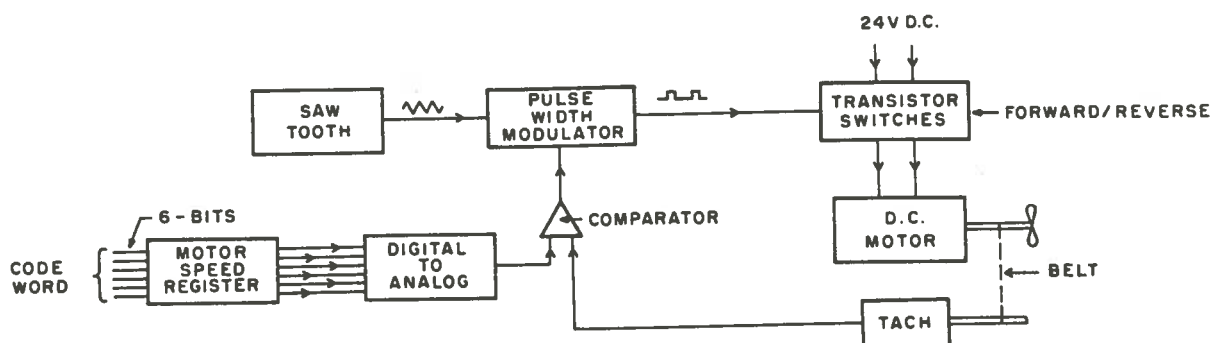 24V D.C.
SAW
TOOTH
PULSE
WIDTH
MODULATOR
TRANSISTOR
SWITCHES
FORWARD/REVERSE
6-BITS
CODE
WORD
MOTOR
SPEED
REGISTER
DIGITAL
TO
ANALOG
COMPARATOR
D.C.
MOTOR
BELT
TACH